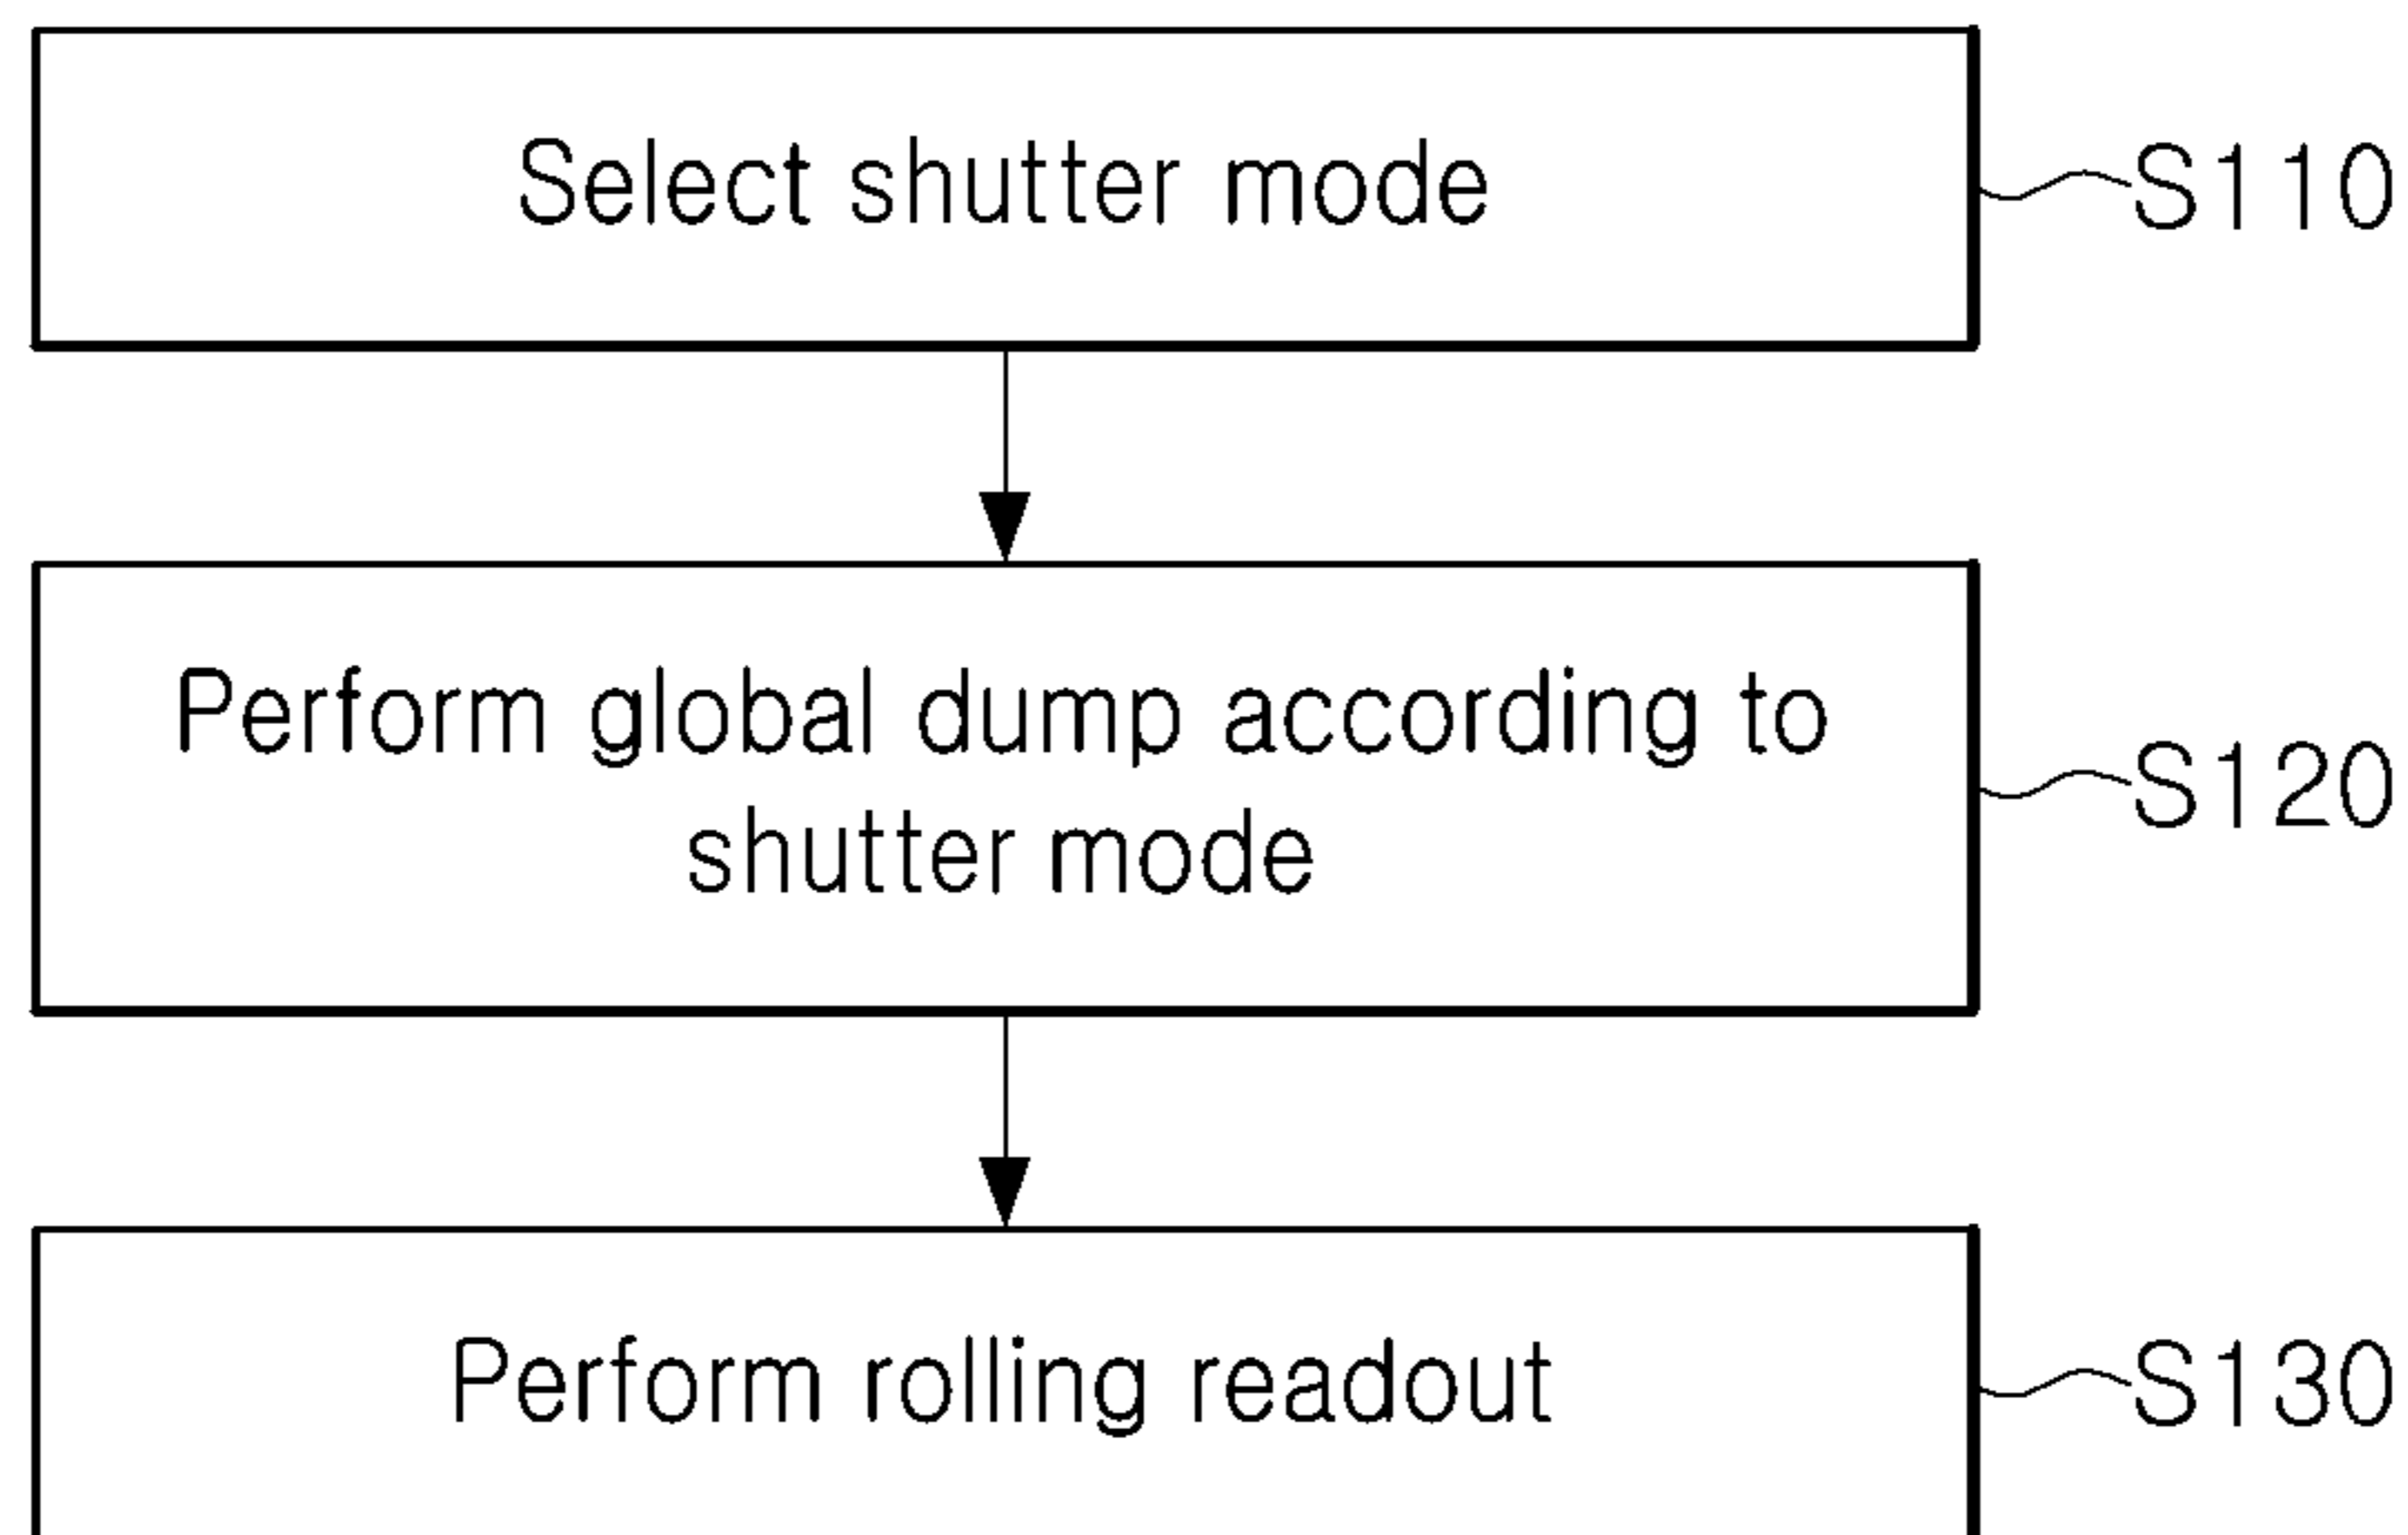 Select shutter mode
S110
Perform global dump according to
shutter mode
S120
Perform rolling readout
S130